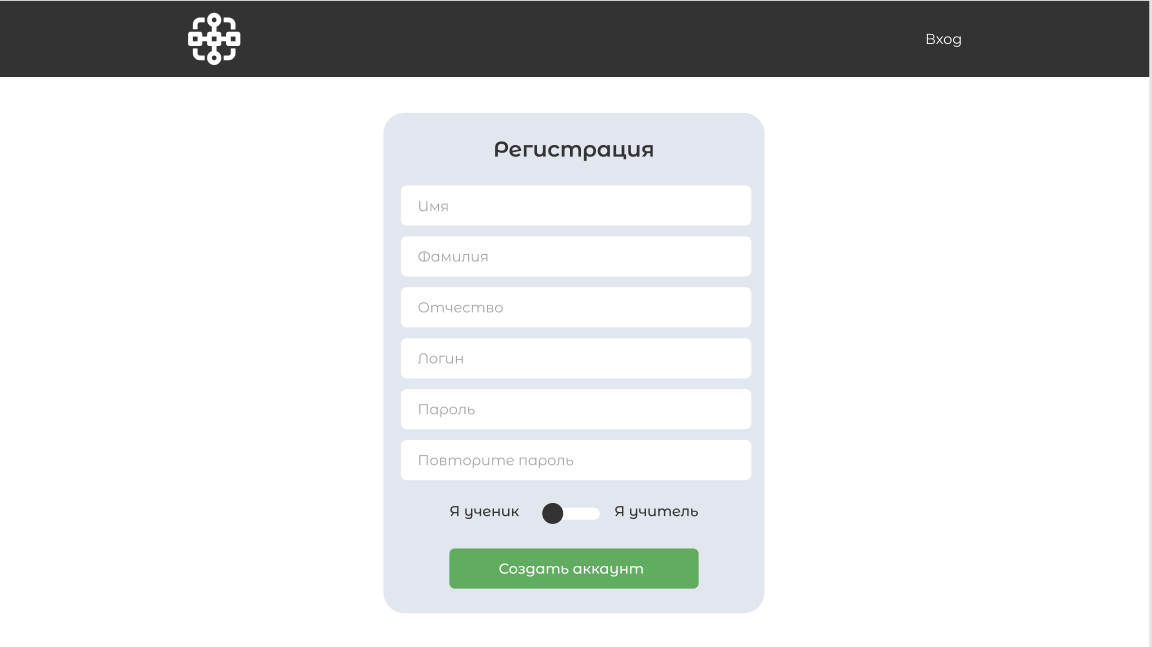 Вход
Регистрация
Имя
Фамилия
Отчество
Логин
Пароль
Повторите пароль
Я ученик Я учитель
Создать аккаунт